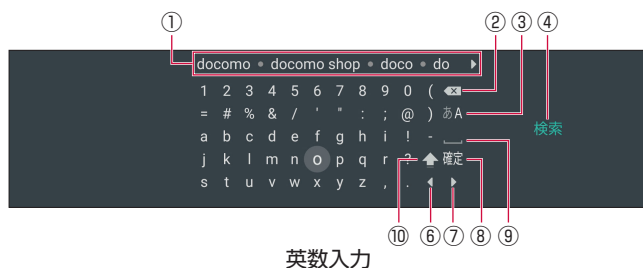 ① ② ③ ④
docomo • docomo shop • doco • do ▶
1 2 3 4 5 6 7 8 9 0 ( ⌫
= # % & / ' " : ; @ ) あA
a b c d e f g h i ! - ⎵
検索
j k l m n o p q r ? ⬆ 確定
s t u v w x y z , . ◀ ▶
⑩ ⑥ ⑦ ⑧ ⑨
英数入力